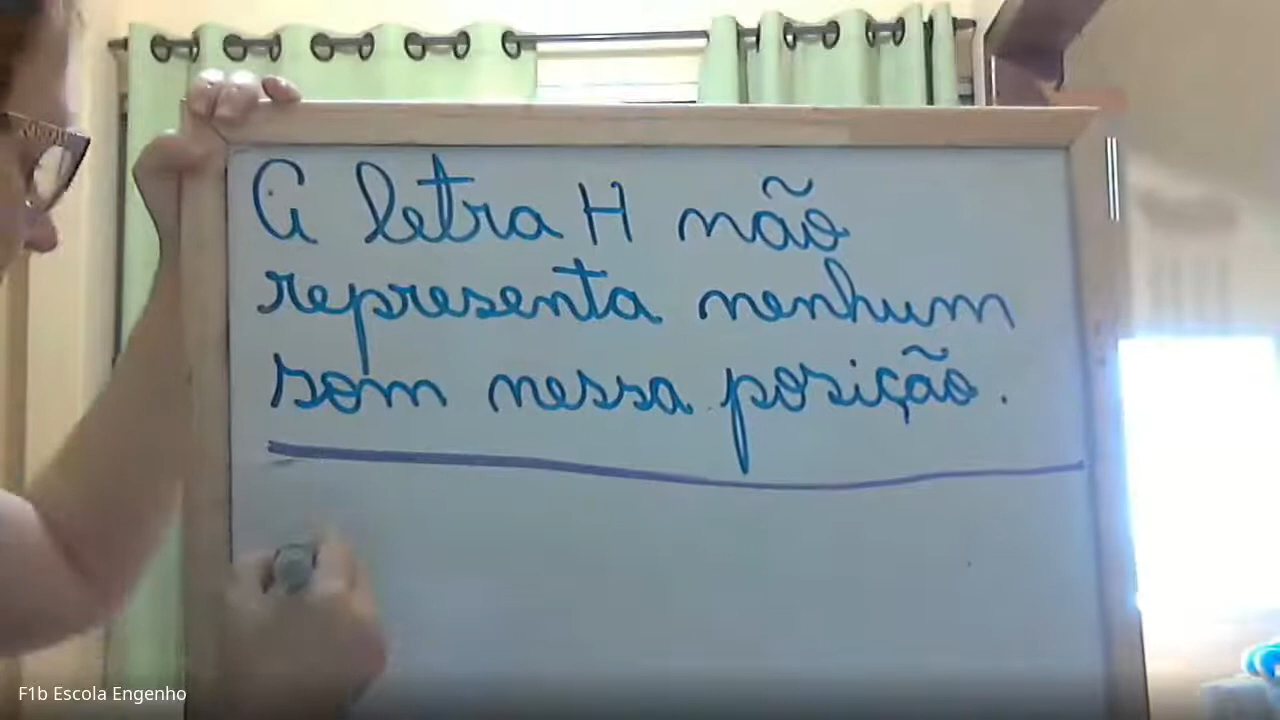 A letra H não
representa nenhum
som nessa posição.
F1b Escola Engenho